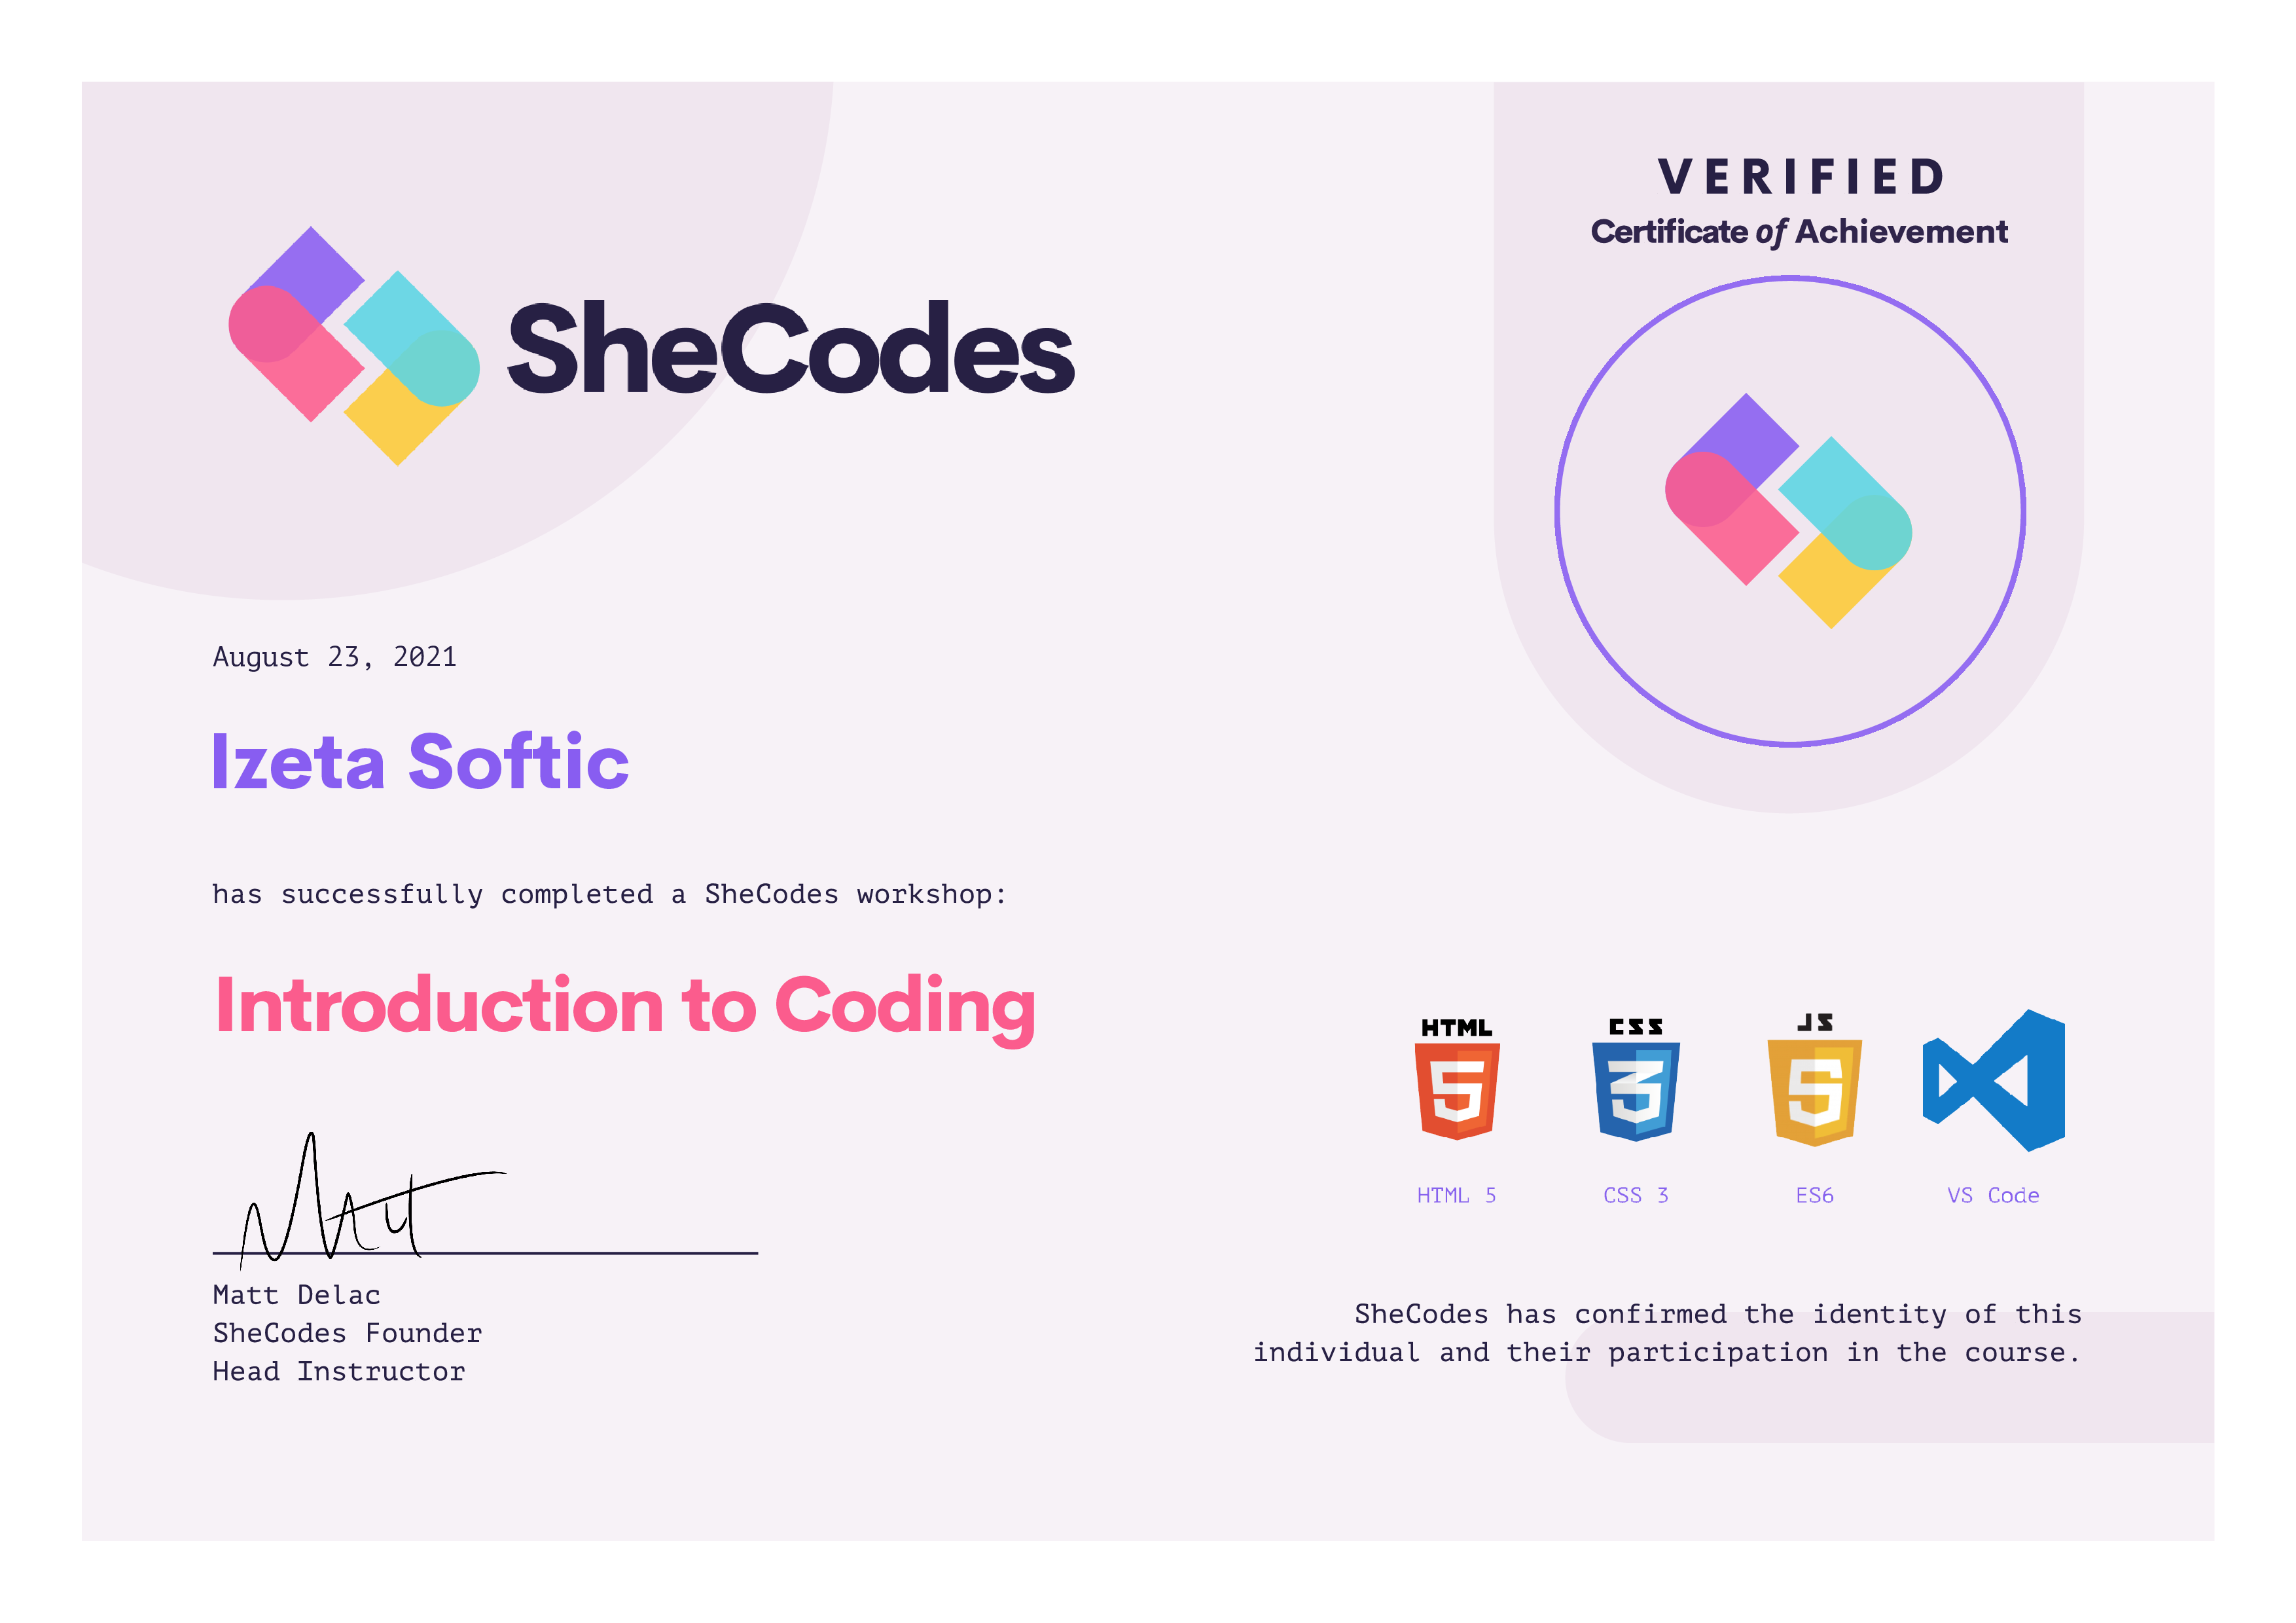 VERIFIED
Certificate of Achievement
SheCodes
August 23, 2021
Izeta Softic
has successfully completed a SheCodes workshop:
Introduction to Coding
HTML CSS JS
HTML 5 CSS 3 ES6 VS Code
Matt
Matt Delac
SheCodes Founder
Head Instructor
SheCodes has confirmed the identity of this
individual and their participation in the course.